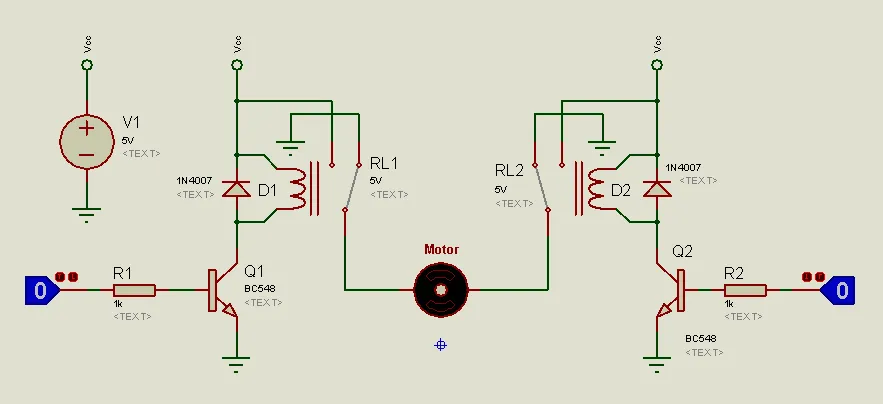 Vcc
Vcc
Vcc
V1
5V
<TEXT>
RL1
5V
<TEXT>
RL2
5V
<TEXT>
1N4007
<TEXT>
D1
D2
1N4007
<TEXT>
Motor
0
R1
1k
<TEXT>
Q1
BC548
<TEXT>
Q2
BC548
<TEXT>
R2
1k
<TEXT>
0